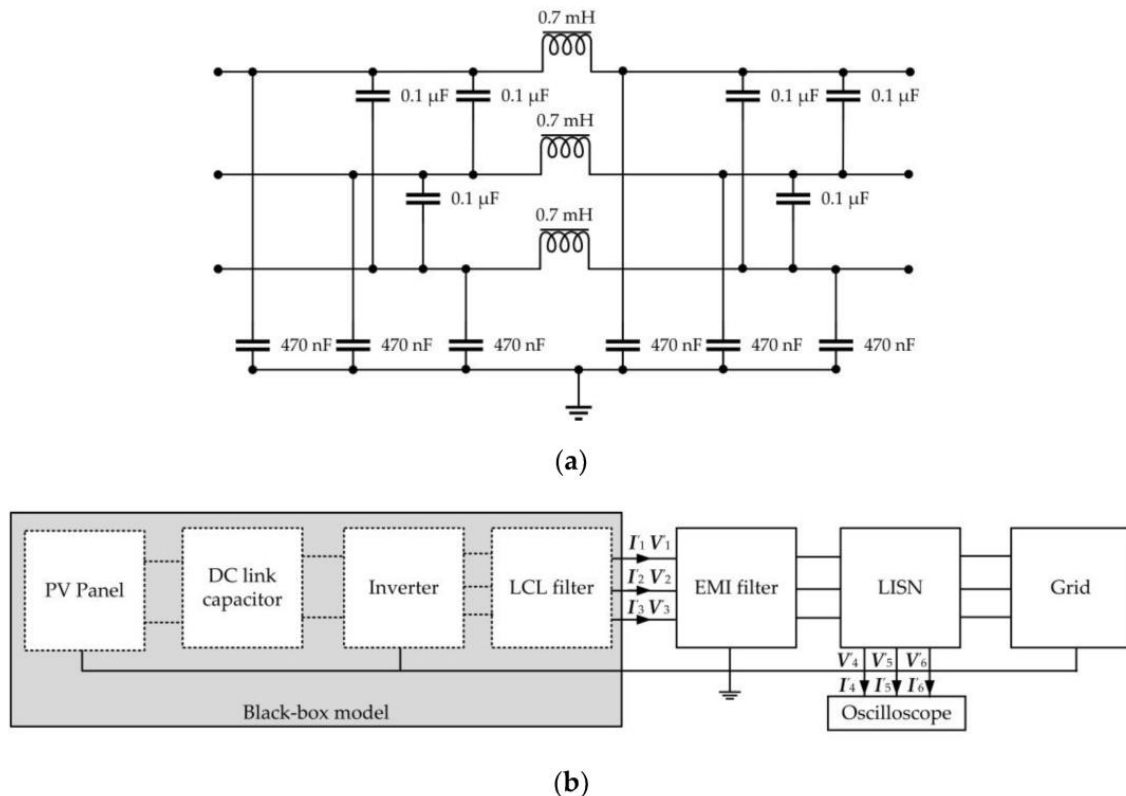 0.7 mH
0.1 µF 0.1 µF 0.1 µF 0.1 µF
0.7 mH
0.1 µF 0.1 µF
0.7 mH
470 nF 470 nF 470 nF 470 nF 470 nF 470 nF
(a)
PV Panel
DC link
capacitor
Inverter
LCL filter
I'1 V'1
I'2 V'2
I'3 V'3
EMI filter
LISN
Grid
V'4 V'5 V'6
I'4 I'5 I'6
Oscilloscope
Black-box model
(b)